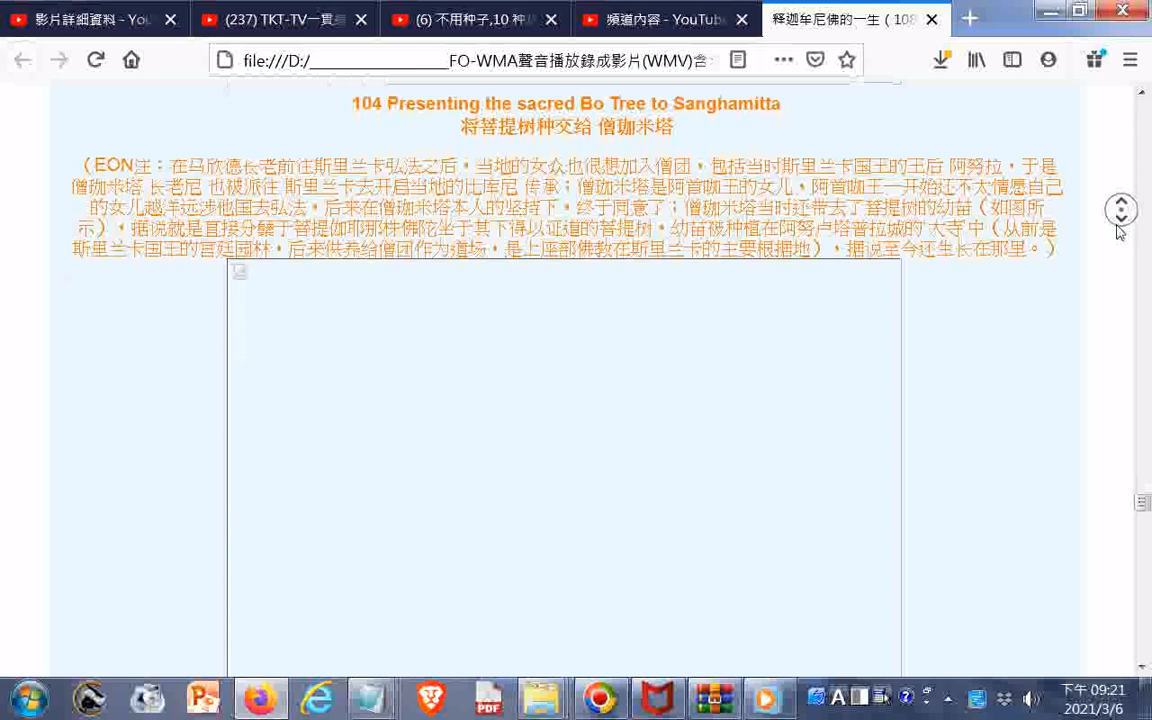 影片詳細資料 - You
(237) TKT-TV一貫
(6) 不用种子,10 种
頻道內容 - YouTube
释迦牟尼佛的一生（108
file:///D:/_______________FO-WMA聲音播放錄成影片(WMV)含
104 Presenting the sacred Bo Tree to Sanghamitta
将菩提树种交给 僧珈米塔
（EON注：在马欣德长老前往斯里兰卡弘法之后，当地的女众也很想加入僧团，包括当时斯里兰卡国王的王后 阿努拉，于是
僧珈米塔 长老尼 也被派往 斯里兰卡去开启当地的比库尼 传承；僧珈米塔是阿首咖王的女儿，阿首咖王一开始还不太情愿自己
的女儿越洋远涉他国去弘法，后来在僧珈米塔本人的坚持下，终于同意了；僧珈米塔当时还带去了菩提树的幼苗（如图所
示），据说就是直接分蘖于菩提伽耶那株佛陀坐于其下得以证道的菩提树，幼苗被种植在阿努卢塔普拉城的 大寺 中（从前是
斯里兰卡国王的宫廷园林，后来供养给僧团作为道场，是上座部佛教在斯里兰卡的主要根据地），据说至今还生长在那里。）
下午 09:21
2021/3/6